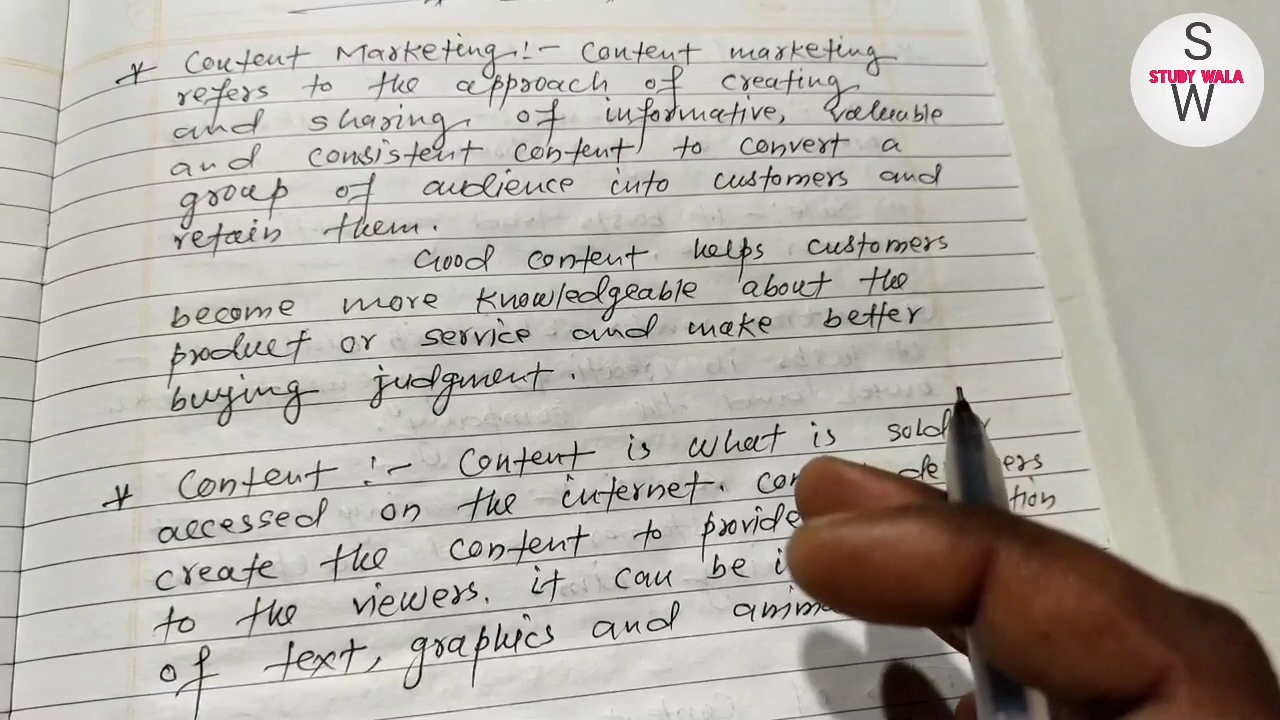 * Content Marketing:- Content marketing
refers to the approach of creating
and sharing of informative, valuable
and consistent content to convert a
group of audience into customers and
retain them.
Good content helps customers
become more knowledgeable about the
product or service and make better
buying judgment.
* Content :- Content is what is sold
accessed on the internet.
create the content to provide
to the viewers. it can be
of text, graphics and
S
STUDY WALA
W